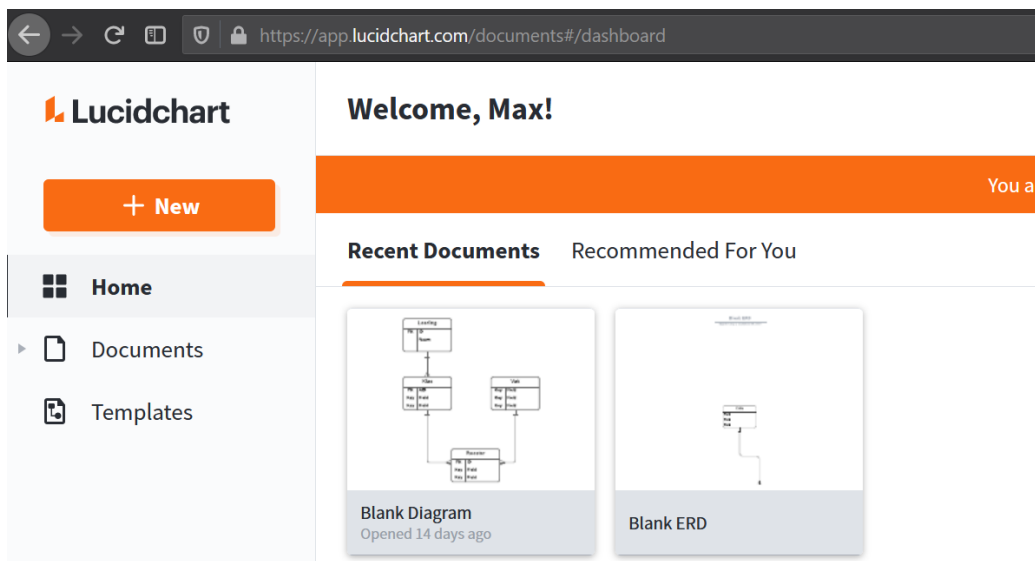 https://app.lucidchart.com/documents#/dashboard
Lucidchart
Welcome, Max!
You a
+ New
Recent Documents Recommended For You
Home
Documents
Templates
Blank Diagram
Opened 14 days ago
Blank ERD